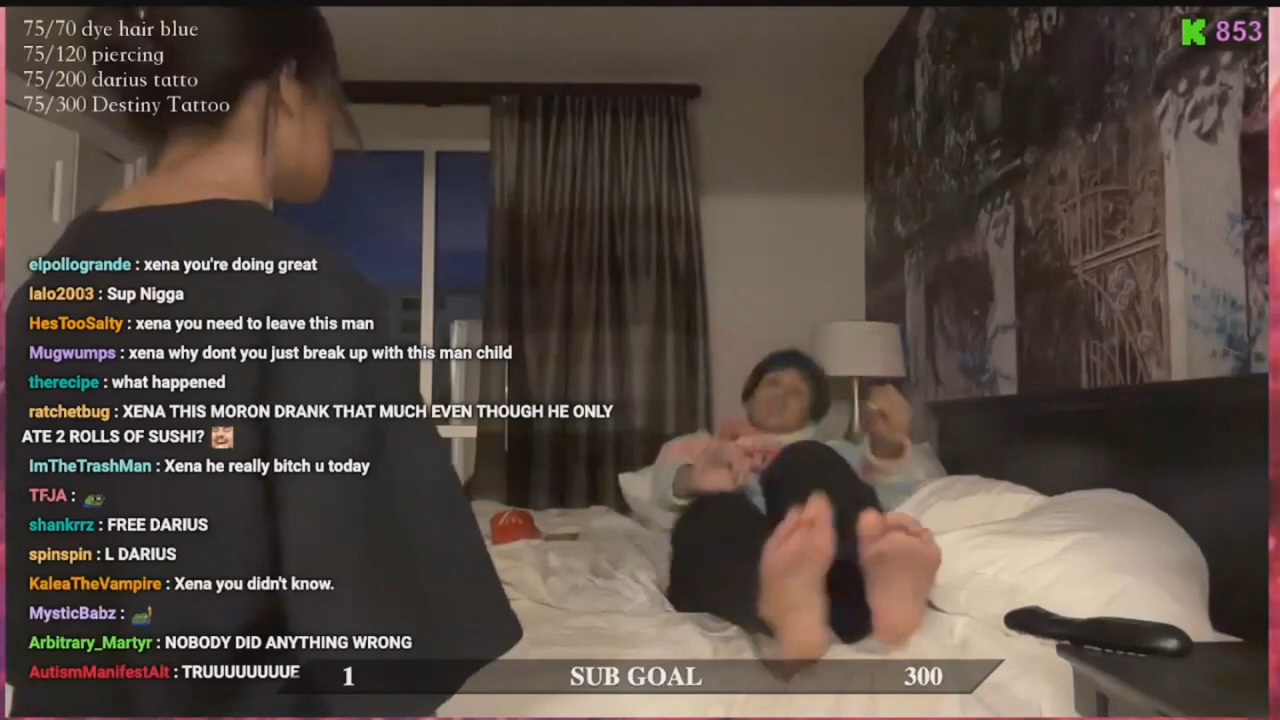 75/70 dye hair blue
75/120 piercing
75/200 darius tatto
75/300 Destiny Tattoo
853
elpollogrande : xena you're doing great
lalo2003 : Sup Nigga
HesTooSalty : xena you need to leave this man
Mugwumps : xena why dont you just break up with this man child
therecipe : what happened
ratchetbug : XENA THIS MORON DRANK THAT MUCH EVEN THOUGH HE ONLY
ATE 2 ROLLS OF SUSHI?
ImTheTrashMan : Xena he really bitch u today
TFJA :
shankrrz : FREE DARIUS
spinspin : L DARIUS
KaleaTheVampire : Xena you didn't know.
MysticBabz :
Arbitrary_Martyr : NOBODY DID ANYTHING WRONG
AutismManifestAlt : TRUUUUUUUUE
1 SUB GOAL 300